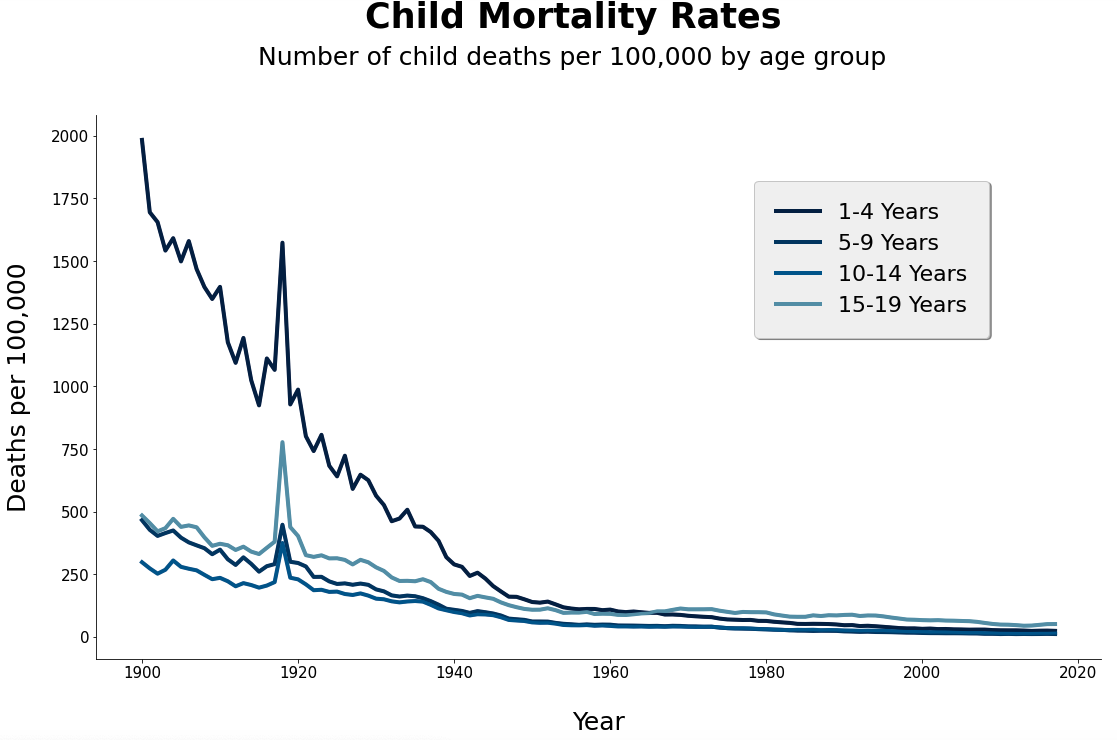 Child Mortality Rates
Number of child deaths per 100,000 by age group
Deaths per 100,000
2000
1750
1500
1250
1000
750
500
250
0
1-4 Years
5-9 Years
10-14 Years
15-19 Years
1900 1920 1940 1960 1980 2000 2020
Year